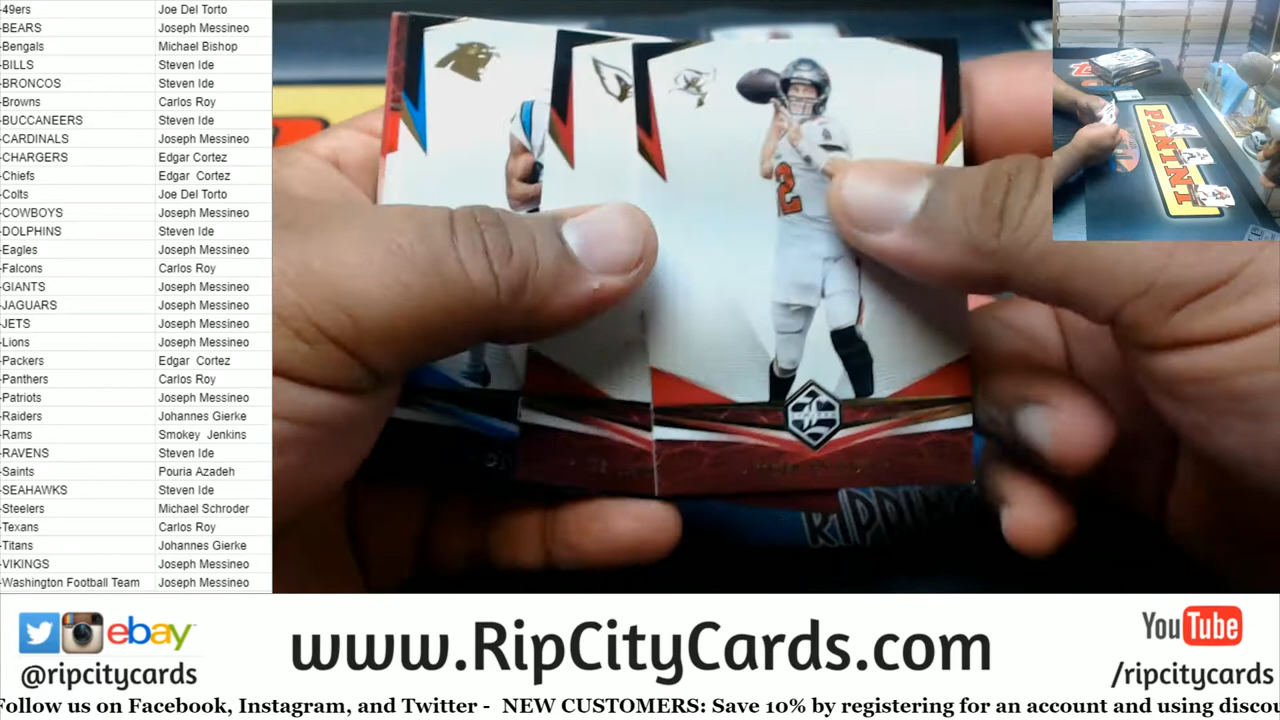 -49ers Joe Del Torto
-BEARS Joseph Messineo
-Bengals Michael Bishop
-BILLS Steven Ide
-BRONCOS Steven Ide
-Browns Carlos Roy
-BUCCANEERS Steven Ide
-CARDINALS Joseph Messineo
-CHARGERS Edgar Cortez
-Chiefs Edgar Cortez
-Colts Joe Del Torto
-COWBOYS Joseph Messineo
-DOLPHINS Steven Ide
-Eagles Joseph Messineo
-Falcons Carlos Roy
-GIANTS Joseph Messineo
-JAGUARS Joseph Messineo
-JETS Joseph Messineo
-Lions Joseph Messineo
-Packers Edgar Cortez
-Panthers Carlos Roy
-Patriots Joseph Messineo
-Raiders Johannes Gierke
-Rams Smokey Jenkins
-RAVENS Steven Ide
-Saints Pouria Azadeh
-SEAHAWKS Steven Ide
-Steelers Michael Schroder
-Texans Carlos Roy
-Titans Johannes Gierke
-VIKINGS Joseph Messineo
-Washington Football Team Joseph Messineo
2
PANINI
RIPPING
ebay
@ripcitycards
www.RipCityCards.com
YouTube
/ripcitycards
Follow us on Facebook, Instagram, and Twitter - NEW CUSTOMERS: Save 10% by registering for an account and using discou